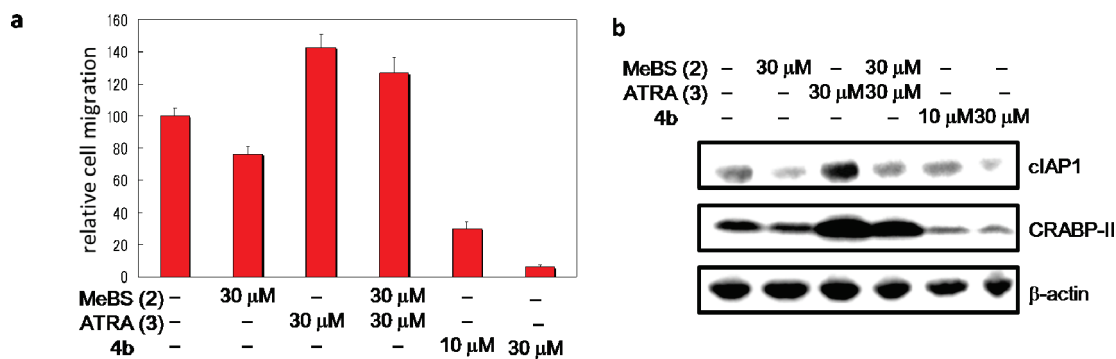 a
relative cell migration
160
140
120
100
80
60
40
20
0
MeBS (2) – 30 μM – 30 μM – –
ATRA (3) – – 30 μM 30 μM – –
4b – – – – 10 μM 30 μM
b
MeBS (2) – 30 μM – 30 μM – –
ATRA (3) – – 30 μM 30 μM – –
4b – – – – 10 μM 30 μM
cIAP1
CRABP-II
β-actin